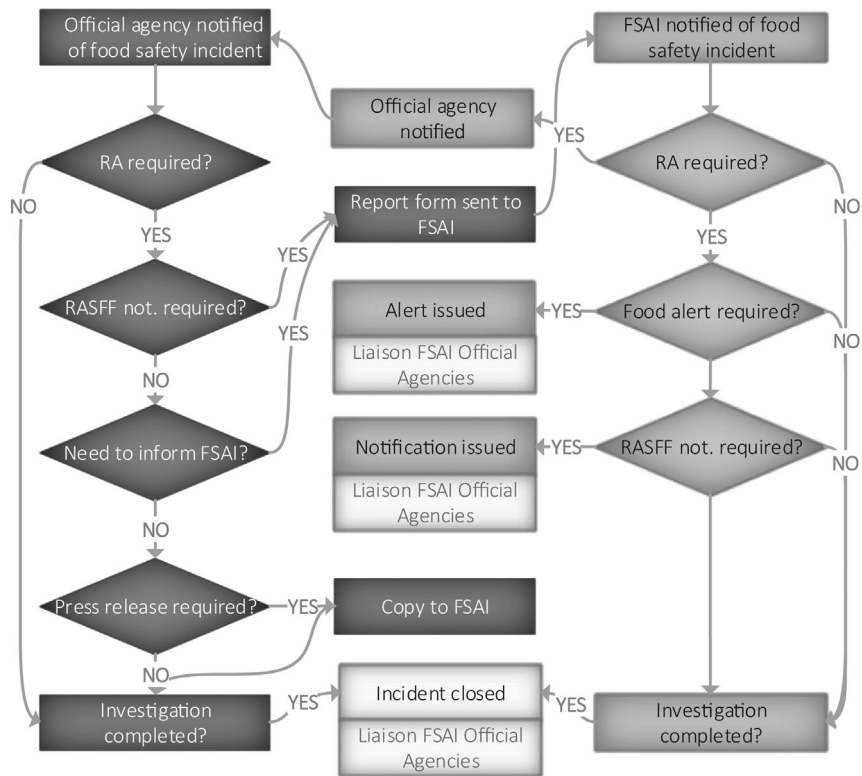 Official agency notified
of food safety incident
FSAI notified of food
safety incident
Official agency
notified
YES
RA required?
RA required?
NO
NO
Report form sent to
FSAI
YES
YES
YES
RASFF not. required?
YES
Alert issued
YES
Food alert required?
Liaison FSAI Official
Agencies
NO
NO
Need to inform FSAI?
Notification issued
YES
RASFF not. required?
NO
Liaison FSAI Official
Agencies
NO
Press release required?
YES
Copy to FSAI
NO
Investigation
completed?
YES
Incident closed
Liaison FSAI Official
Agencies
YES
Investigation
completed?